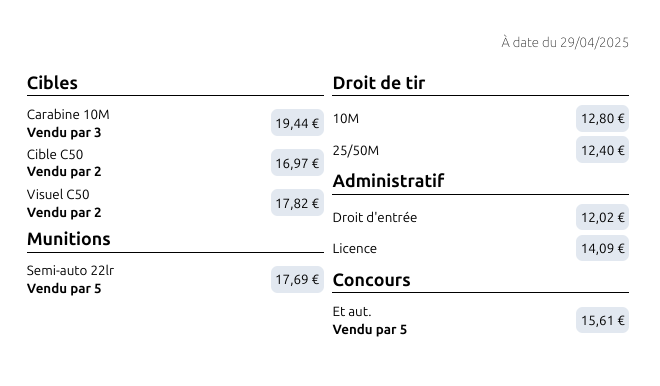 À date du 29/04/2025
Cibles
Carabine 10M
Vendu par 3
19,44 €
Cible C50
Vendu par 2
16,97 €
Visuel C50
Vendu par 2
17,82 €
Munitions
Semi-auto 22lr
Vendu par 5
17,69 €
Droit de tir
10M
12,80 €
25/50M
12,40 €
Administratif
Droit d'entrée
12,02 €
Licence
14,09 €
Concours
Et aut.
Vendu par 5
15,61 €